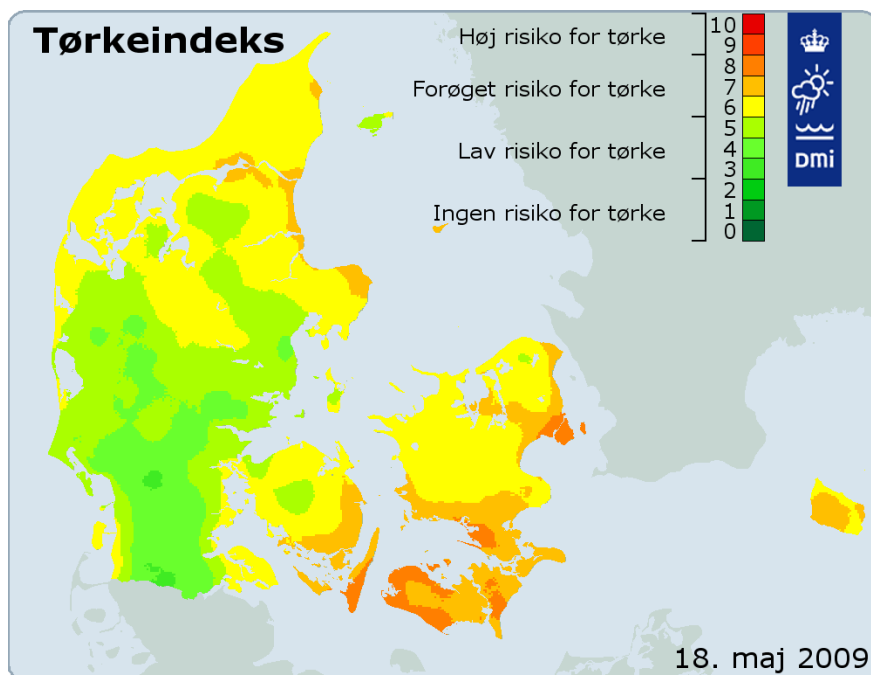 Tørkeindeks
Høj risiko for tørke
Forøget risiko for tørke
Lav risiko for tørke
Ingen risiko for tørke
10
9
8
7
6
5
4
3
2
1
0
DMi
18. maj 2009